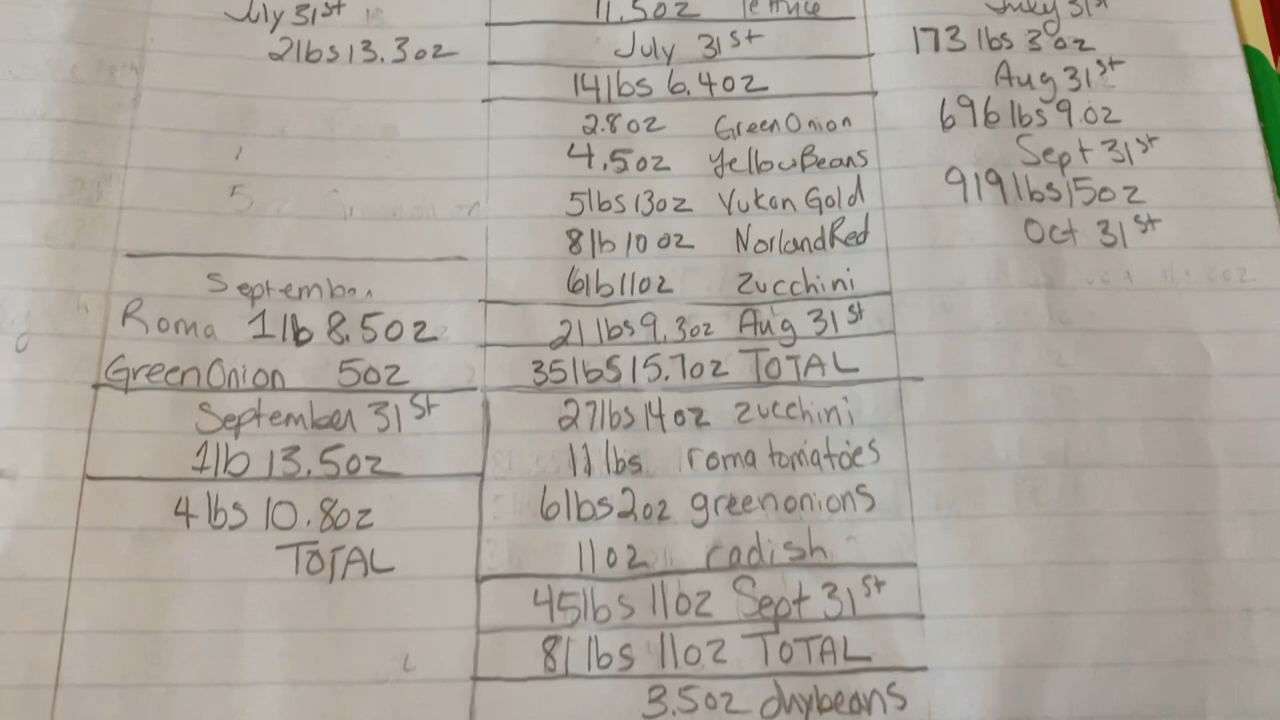 July 31st
2lbs 13.3oz
September
Roma 1lb 8.5oz
Green Onion 5oz
September 31st
1lb 13.5oz
4lbs 10.8oz
TOTAL
11.5oz lettuce
July 31st
14lbs 6.4oz
2.8oz Green Onion
4.5oz Yellow Beans
5lbs 13oz Yukon Gold
8lb 10oz Norland Red
6lb 11oz Zucchini
21lbs 9.3oz Aug 31st
35lbs 15.7oz TOTAL
27lbs 14oz zucchini
11lbs roma tomatoes
6lbs 2oz green onions
11oz radish
45lbs 11oz Sept 31st
81lbs 11oz TOTAL
3.5oz drybeans
July 31st
173lbs 3oz
Aug 31st
696lbs 9.oz
Sept 31st
919lbs 15oz
Oct 31st